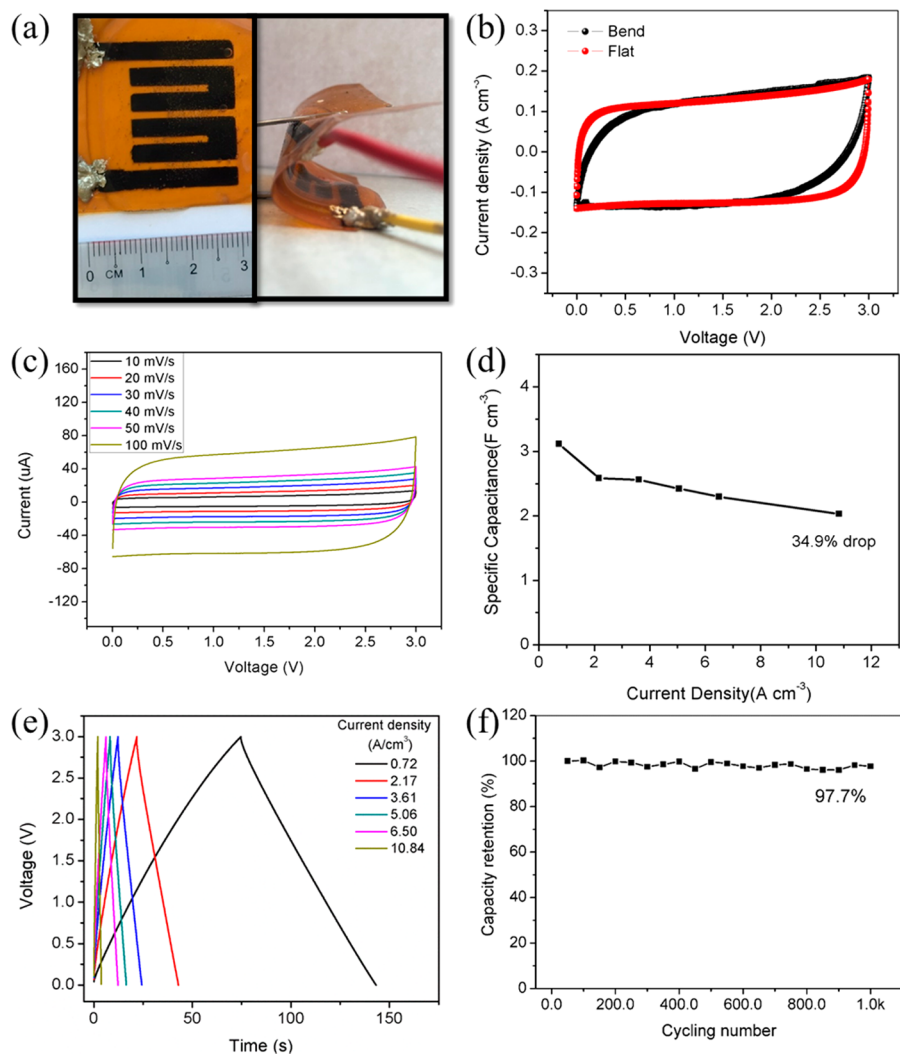 (a)
0 CM 1 2 3
(b)
Bend
Flat
Current density (A cm⁻³)
0.3
0.2
0.1
0.0
-0.1
-0.2
-0.3
0.0 0.5 1.0 1.5 2.0 2.5 3.0
Voltage (V)
(c)
10 mV/s
20 mV/s
30 mV/s
40 mV/s
50 mV/s
100 mV/s
Current (uA)
160
120
80
40
0
-40
-80
-120
0.0 0.5 1.0 1.5 2.0 2.5 3.0
Voltage (V)
(d)
Specific Capacitance(F cm⁻³)
4
3
2
1
0
34.9% drop
0 2 4 6 8 10 12
Current Density(A cm⁻³)
(e)
Current density
(A/cm³)
0.72
2.17
3.61
5.06
6.50
10.84
Voltage (V)
3.0
2.5
2.0
1.5
1.0
0.5
0.0
0 50 100 150
Time (s)
(f)
Capacity retention (%)
120
100
80
60
40
20
0
97.7%
0.0 200.0 400.0 600.0 800.0 1.0k
Cycling number